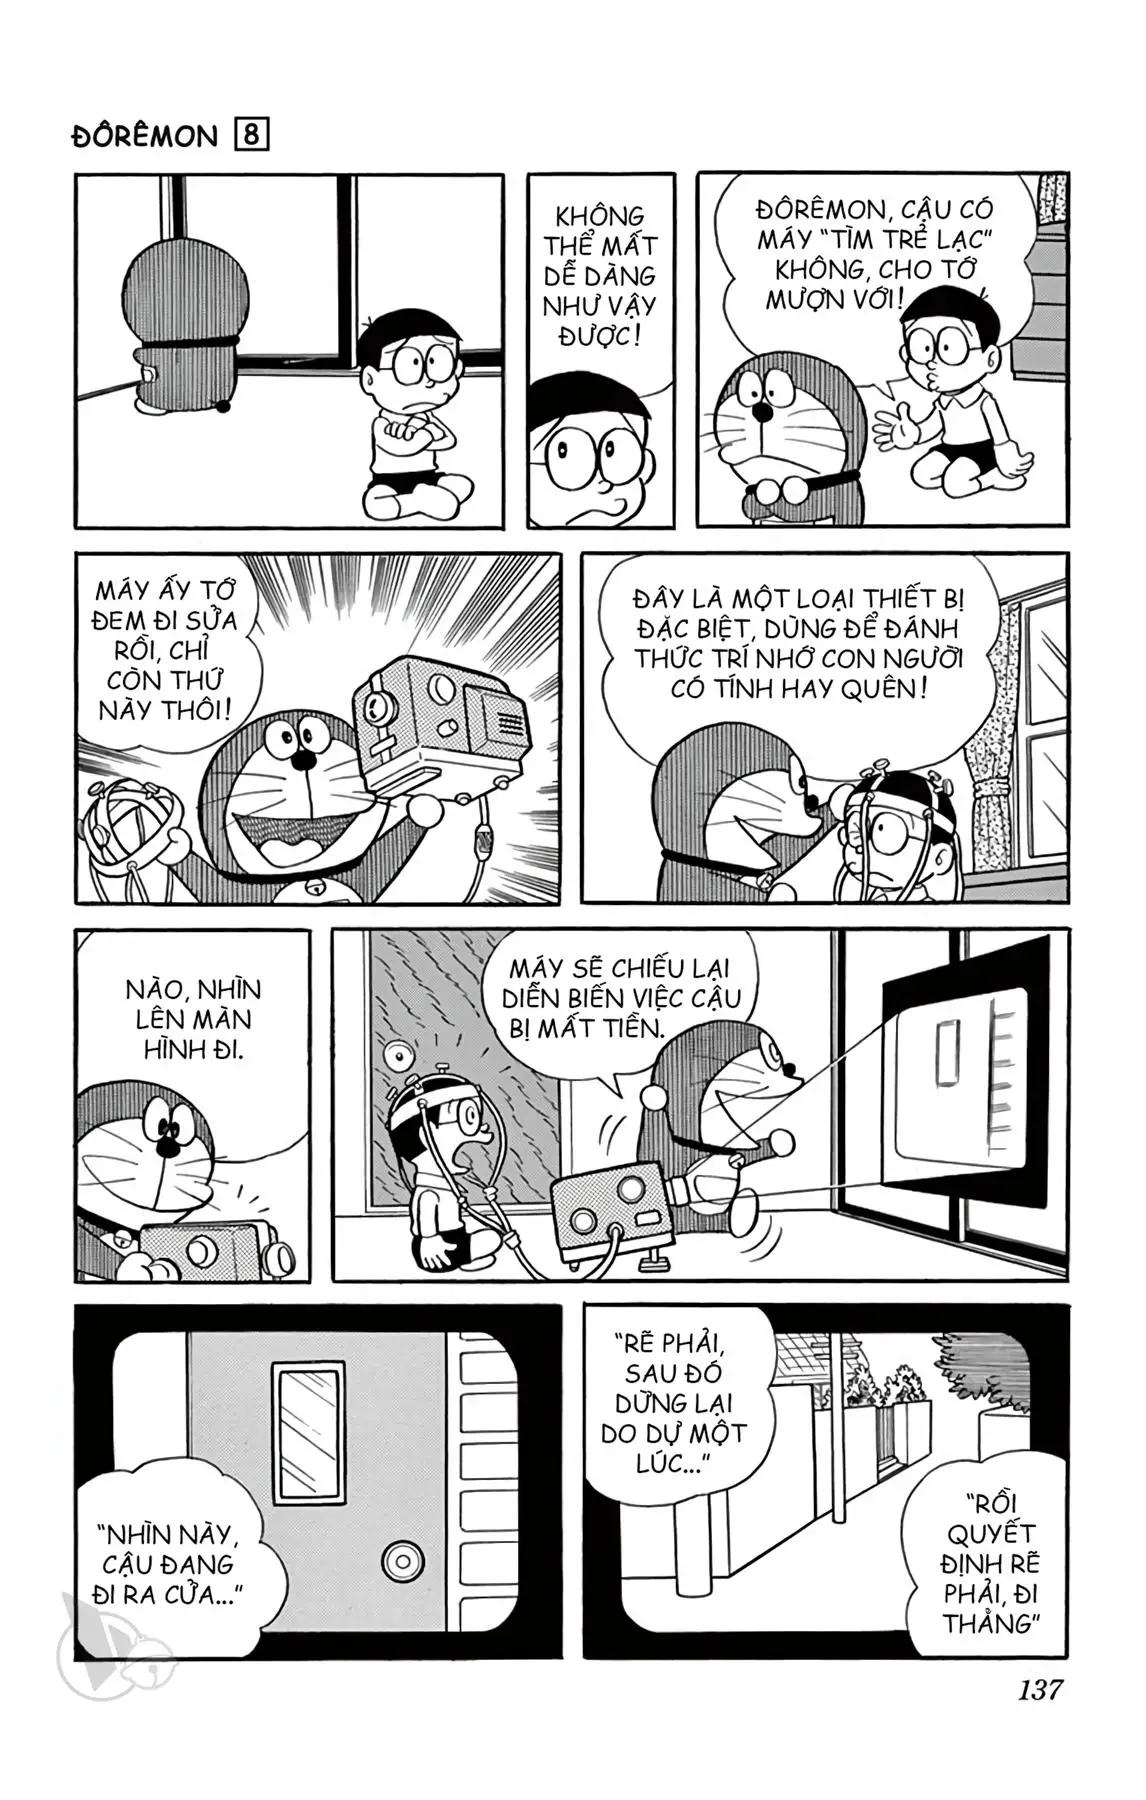 ĐÔRÊMON 8
KHÔNG
THỂ MẤT
DỄ DÀNG
NHƯ VẬY
ĐƯỢC!
ĐÔRÊMON, CẬU CÓ
MÁY "TÌM TRẺ LẠC"
KHÔNG, CHO TỚ
MƯỢN VỚI!
MÁY ẤY TỚ
ĐEM ĐI SỬA
RỒI, CHỈ
CÒN THỨ
NÀY THÔI!
ĐÂY LÀ MỘT LOẠI THIẾT BỊ
ĐẶC BIỆT, DÙNG ĐỂ ĐÁNH
THỨC TRÍ NHỚ CON NGƯỜI
CÓ TÍNH HAY QUÊN!
NÀO, NHÌN
LÊN MÀN
HÌNH ĐI.
MÁY SẼ CHIẾU LẠI
DIỄN BIẾN VIỆC CẬU
BỊ MẤT TIỀN.
"NHÌN NÀY,
CẬU ĐANG
ĐI RA CỬA..."
"RẼ PHẢI,
SAU ĐÓ
DỪNG LẠI
DO DỰ MỘT
LÚC..."
"RỒI
QUYẾT
ĐỊNH RẼ
PHẢI, ĐI
THẲNG"
137